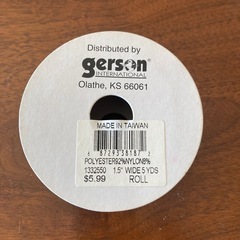 Distributed by
gerson
INTERNATIONAL
Olathe, KS 66061
MADE IN TAIWAN
POLYESTER92%NYLON8%
1332550 1.5" WIDE 5 YDS
$5.99 ROLL